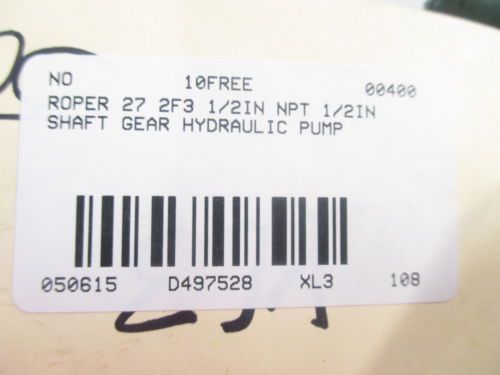 NO 10FREE 00400
ROPER 27 2F3 1/2IN NPT 1/2IN
SHAFT GEAR HYDRAULIC PUMP
050615 D497528 XL3 108